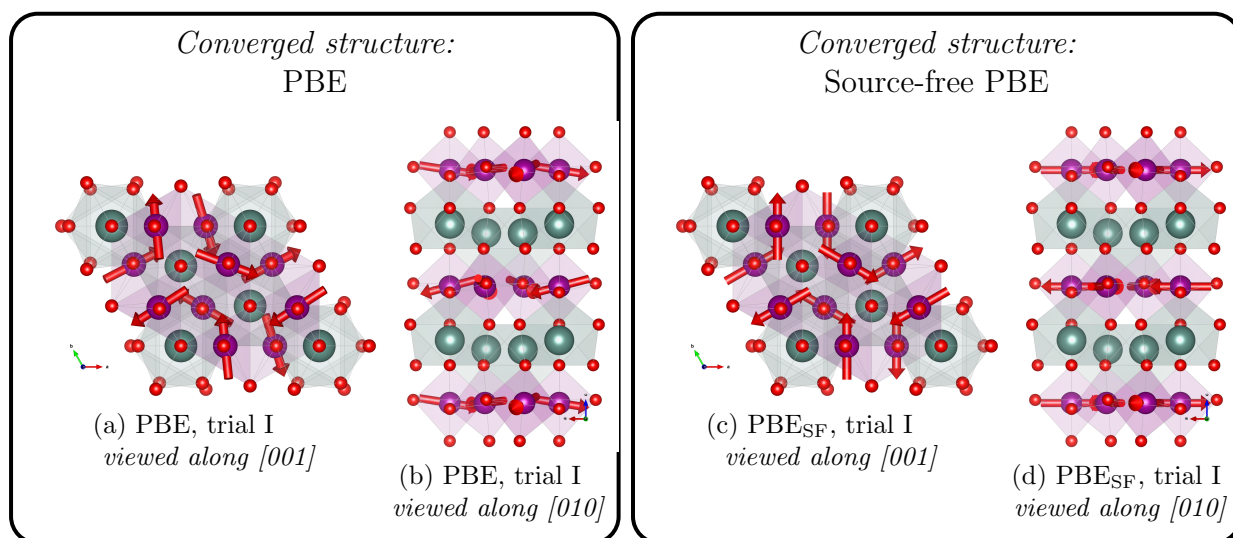 Converged structure:
PBE
(a) PBE, trial I
viewed along [001]
(b) PBE, trial I
viewed along [010]
Converged structure:
Source-free PBE
(c) PBE_SF, trial I
viewed along [001]
(d) PBE_SF, trial I
viewed along [010]